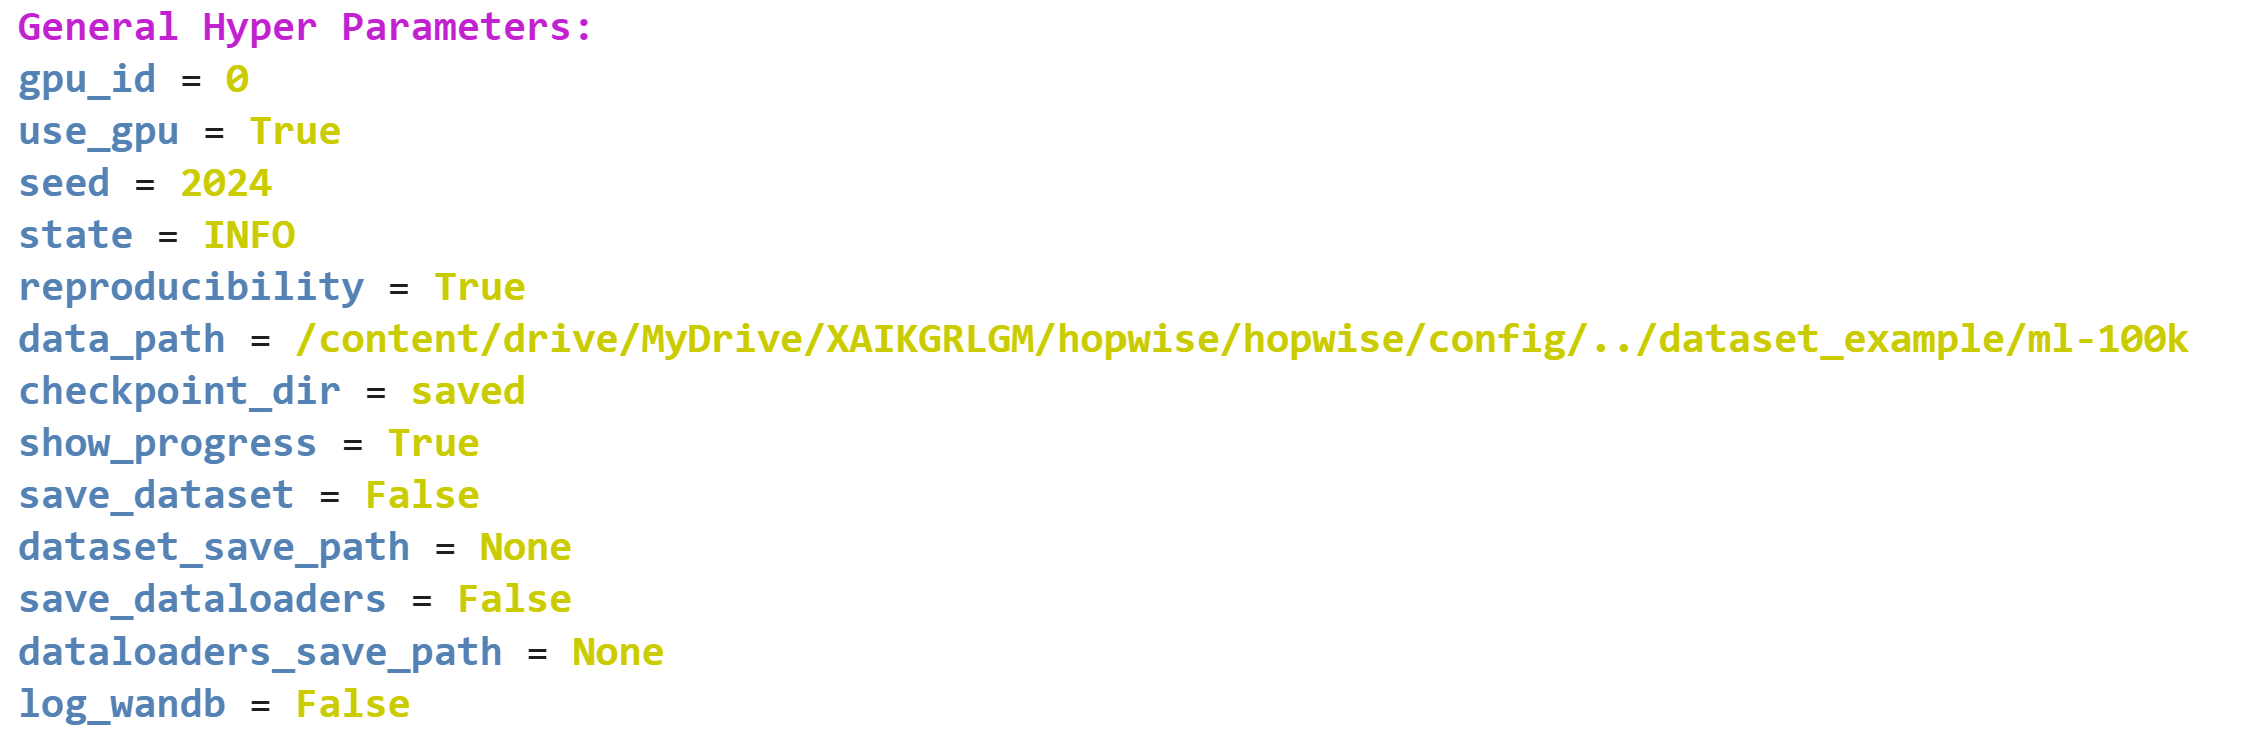 General Hyper Parameters:
gpu_id = 0
use_gpu = True
seed = 2024
state = INFO
reproducibility = True
data_path = /content/drive/MyDrive/XAIKGRLGM/hopwise/hopwise/config/../dataset_example/ml-100k
checkpoint_dir = saved
show_progress = True
save_dataset = False
dataset_save_path = None
save_dataloaders = False
dataloaders_save_path = None
log_wandb = False